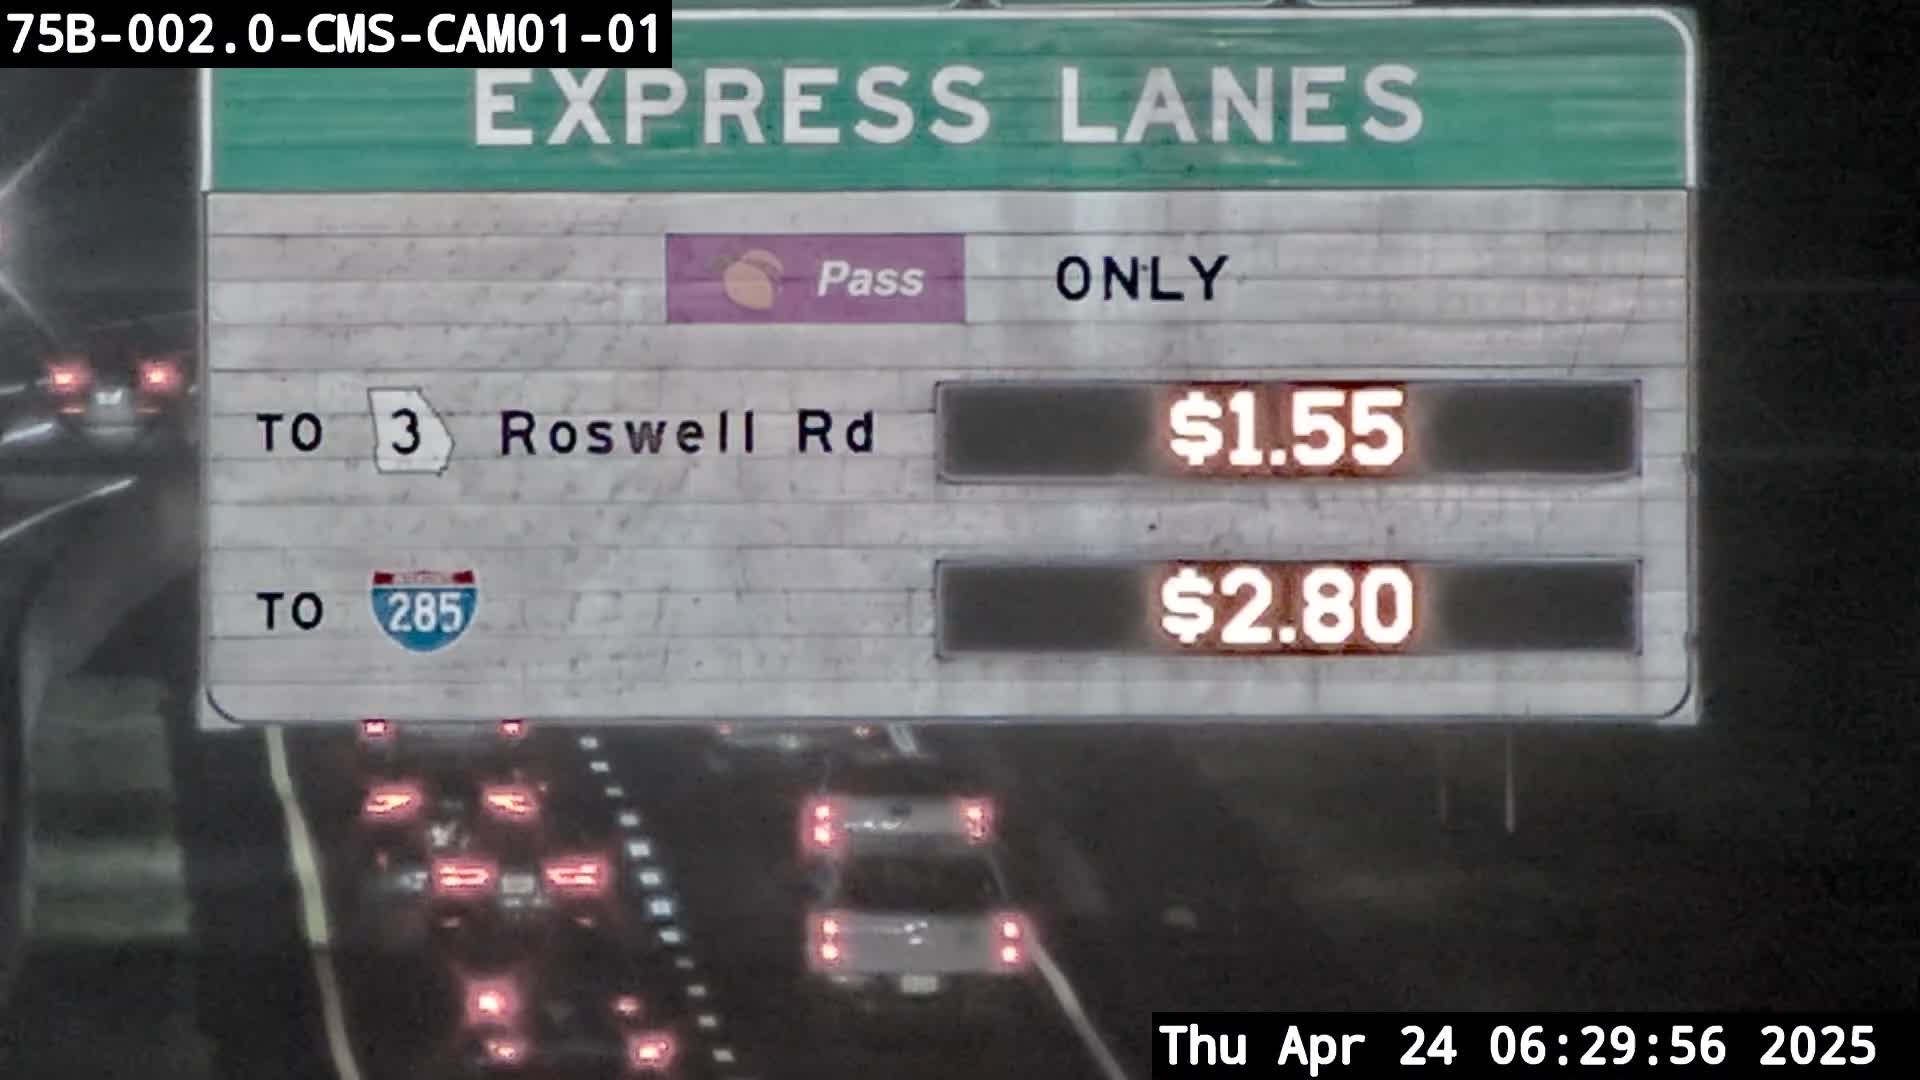 75B-002.0-CMS-CAM01-01
EXPRESS LANES
Pass ONLY
TO 3 Roswell Rd $1.55
TO 285 $2.80
Thu Apr 24 06:29:56 2025